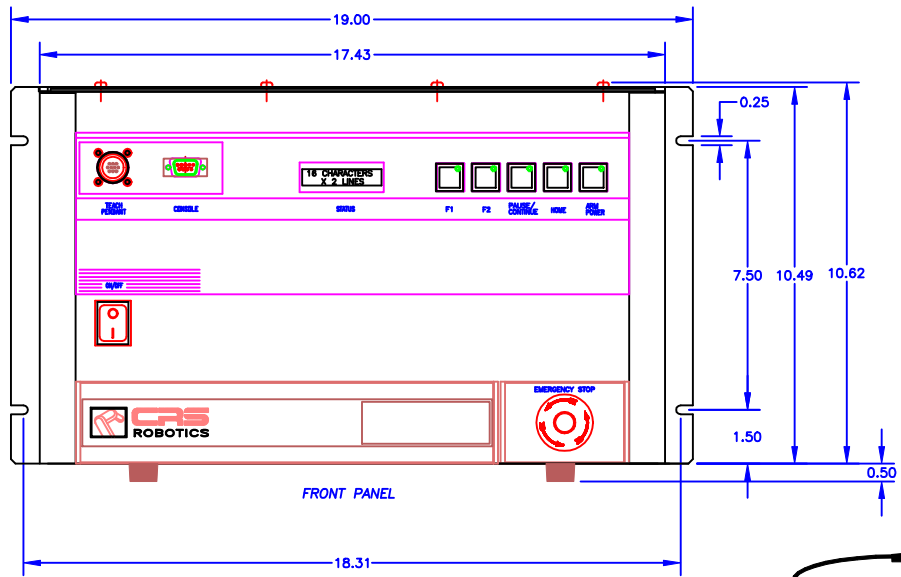 19.00
17.43
0.25
16 CHARACTERS
X 2 LINES
TEACH
PENDANT
CONSOLE
STATUS
F1
F2
PAUSE/
CONTINUE
HOME
ARM
POWER
7.50
10.49
10.62
ON/OFF
EMERGENCY STOP
CRS
ROBOTICS
1.50
0.50
FRONT PANEL
18.31